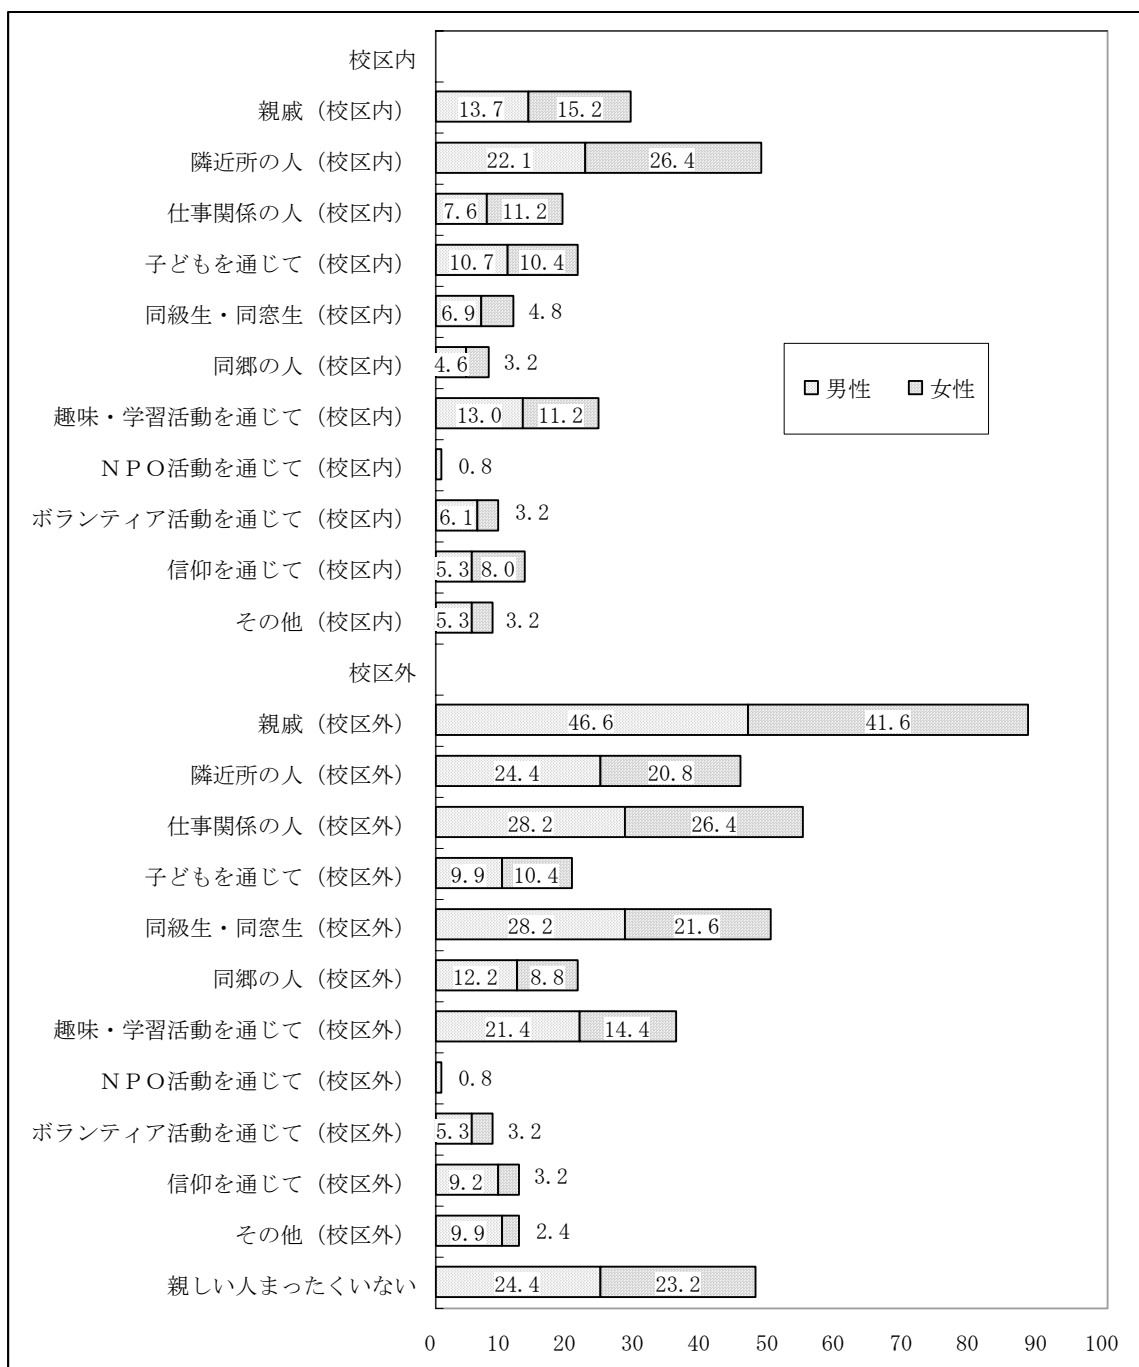 校区内
親戚（校区内） 13.7 15.2
隣近所の人（校区内） 22.1 26.4
仕事関係の人（校区内） 7.6 11.2
子どもを通じて（校区内） 10.7 10.4
同級生・同窓生（校区内） 6.9 4.8
同郷の人（校区内） 4.6 3.2
趣味・学習活動を通じて（校区内） 13.0 11.2
ＮＰＯ活動を通じて（校区内） 0.8
ボランティア活動を通じて（校区内） 6.1 3.2
信仰を通じて（校区内） 5.3 8.0
その他（校区内） 5.3 3.2
校区外
親戚（校区外） 46.6 41.6
隣近所の人（校区外） 24.4 20.8
仕事関係の人（校区外） 28.2 26.4
子どもを通じて（校区外） 9.9 10.4
同級生・同窓生（校区外） 28.2 21.6
同郷の人（校区外） 12.2 8.8
趣味・学習活動を通じて（校区外） 21.4 14.4
ＮＰＯ活動を通じて（校区外） 0.8
ボランティア活動を通じて（校区外） 5.3 3.2
信仰を通じて（校区外） 9.2 3.2
その他（校区外） 9.9 2.4
親しい人まったくいない 24.4 23.2
0 10 20 30 40 50 60 70 80 90 100
男性 女性